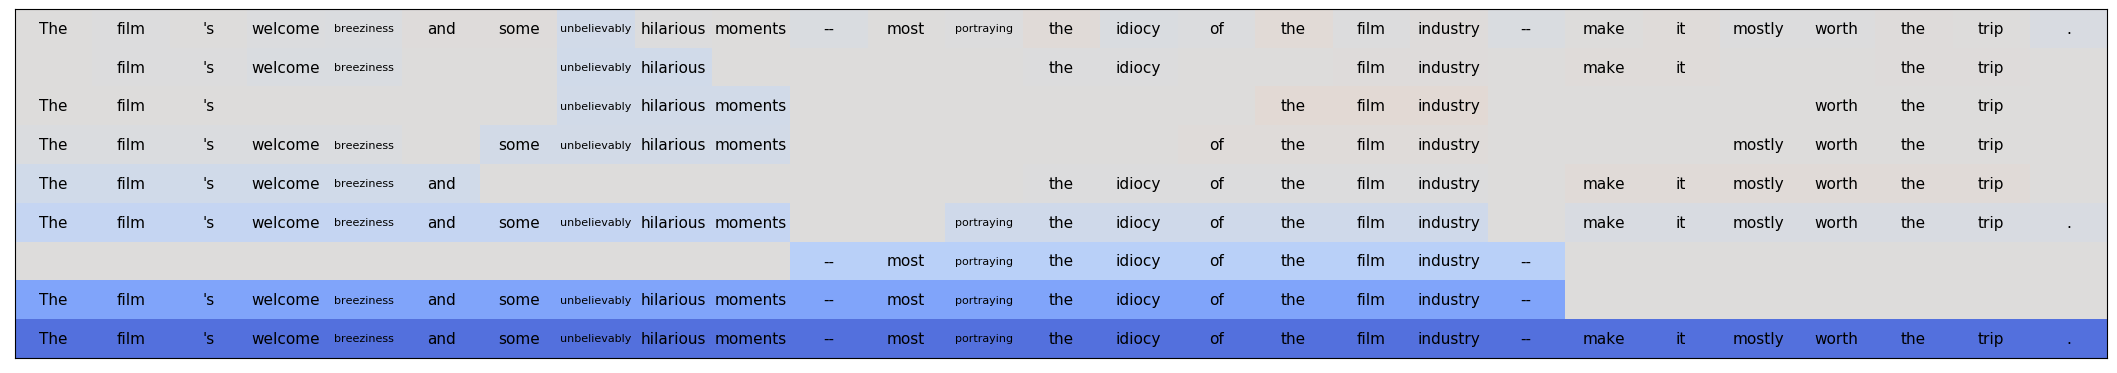 The film 's welcome breeziness and some unbelievably hilarious moments -- most portraying the idiocy of the film industry -- make it mostly worth the trip .
film 's welcome breeziness unbelievably hilarious the idiocy film industry make it the trip
The film 's unbelievably hilarious moments the film industry worth the trip
The film 's welcome breeziness some unbelievably hilarious moments of the film industry mostly worth the trip
The film 's welcome breeziness and the idiocy of the film industry make it mostly worth the trip
The film 's welcome breeziness and some unbelievably hilarious moments portraying the idiocy of the film industry make it mostly worth the trip .
-- most portraying the idiocy of the film industry --
The film 's welcome breeziness and some unbelievably hilarious moments -- most portraying the idiocy of the film industry --
The film 's welcome breeziness and some unbelievably hilarious moments -- most portraying the idiocy of the film industry -- make it mostly worth the trip .